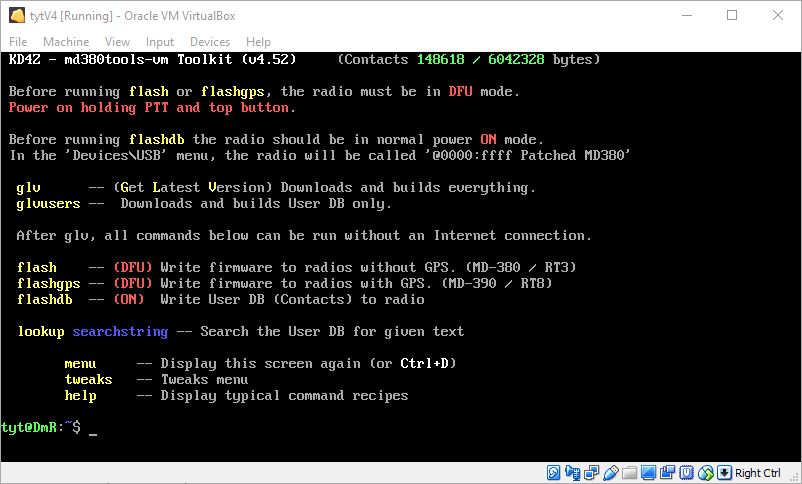 tytV4 [Running] - Oracle VM VirtualBox
File Machine View Input Devices Help
KD4Z - md380tools-vm Toolkit (v4.52) (Contacts 148618 / 6042328 bytes)
Before running flash or flashgps, the radio must be in DFU mode.
Power on holding PTT and top button.
Before running flashdb the radio should be in normal power ON mode.
In the 'Devices\USB' menu, the radio will be called '@0000:ffff Patched MD380'
glv -- (Get Latest Version) Downloads and builds everything.
glvusers -- Downloads and builds User DB only.
After glv, all commands below can be run without an Internet connection.
flash -- (DFU) Write firmware to radios without GPS. (MD-380 / RT3)
flashgps -- (DFU) Write firmware to radios with GPS. (MD-390 / RT8)
flashdb -- (ON) Write User DB (Contacts) to radio
lookup searchstring -- Search the User DB for given text
menu -- Display this screen again (or Ctrl+D)
tweaks -- Tweaks menu
help -- Display typical command recipes
tyt@DmR:~$ _
Right Ctrl